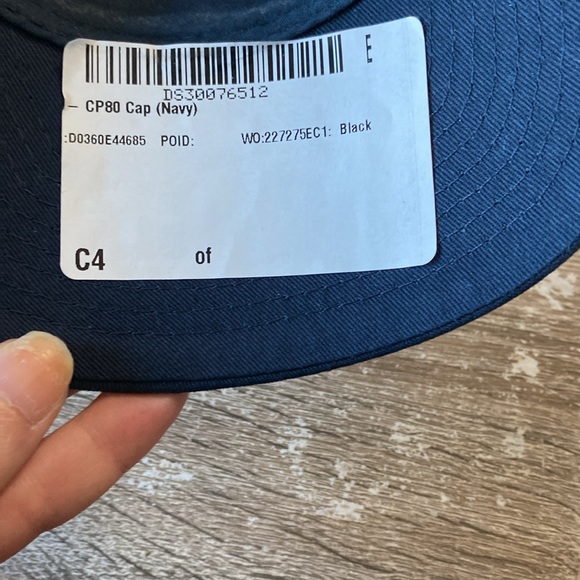 E
DS30076512
– CP80 Cap (Navy)
:D0360E44685 POID: WO:227275EC1: Black
C4 of